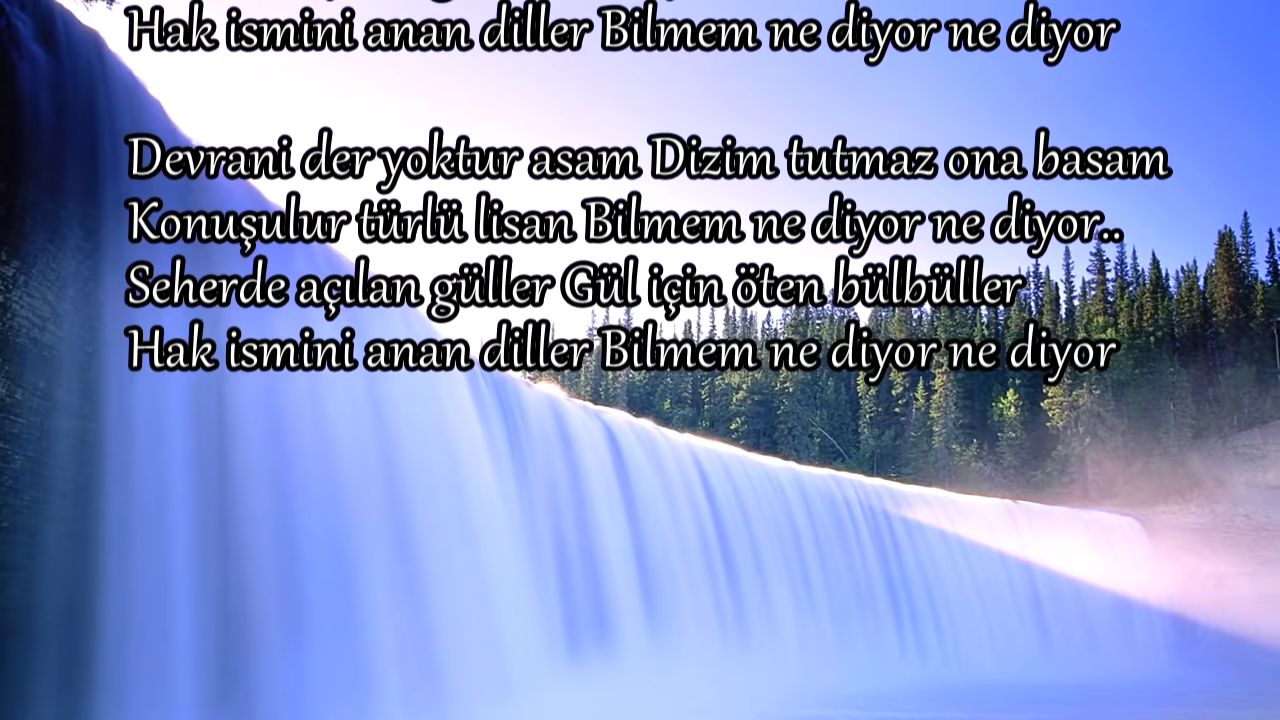 Hak ismini anan diller Bilmem ne diyor ne diyor
Devrani der yoktur asam Dizim tutmaz ona basam
Konuşulur türlü lisan Bilmem ne diyor ne diyor..
Seherde açılan güller Gül için öten bülbüller
Hak ismini anan diller Bilmem ne diyor ne diyor